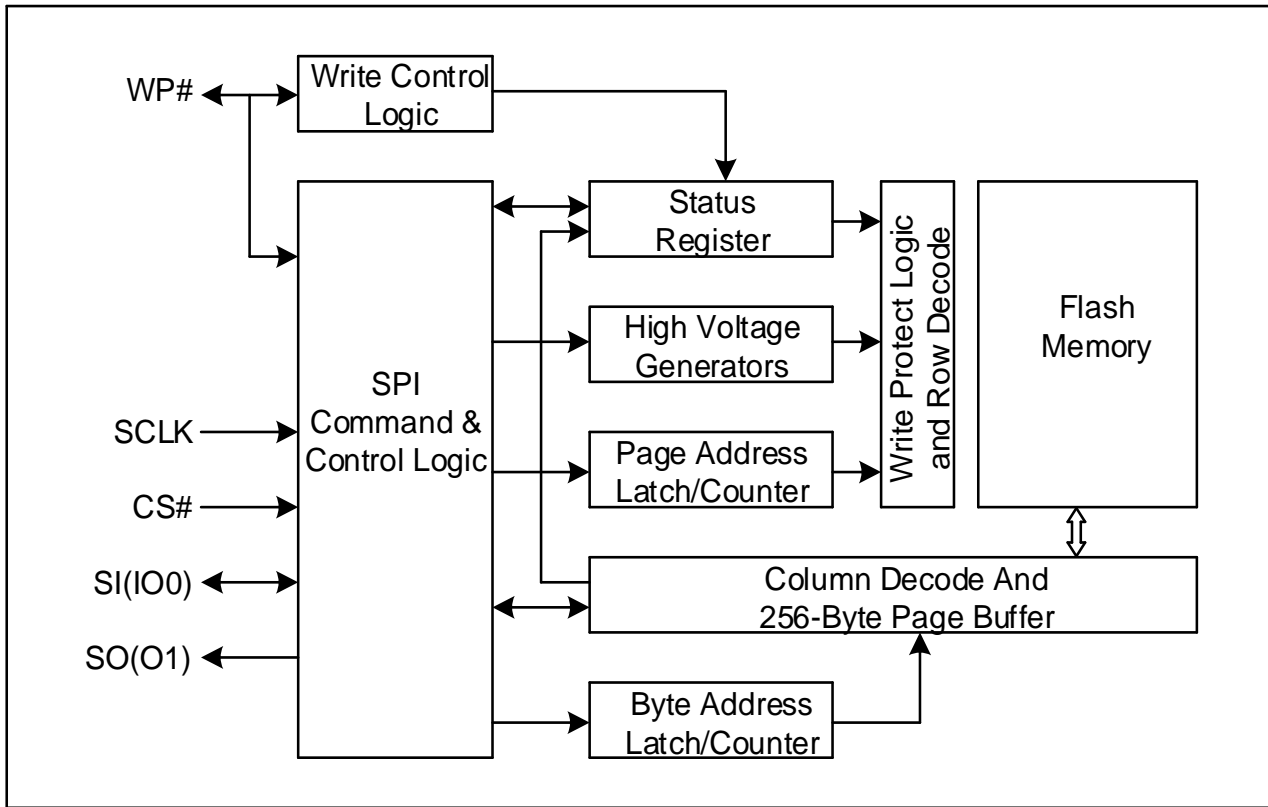 WP#
Write Control
Logic
Status
Register
Write Protect Logic
and Row Decode
Flash
Memory
High Voltage
Generators
SPI
Command &
Control Logic
SCLK
Page Address
Latch/Counter
CS#
SI(IO0)
Column Decode And
256-Byte Page Buffer
SO(O1)
Byte Address
Latch/Counter